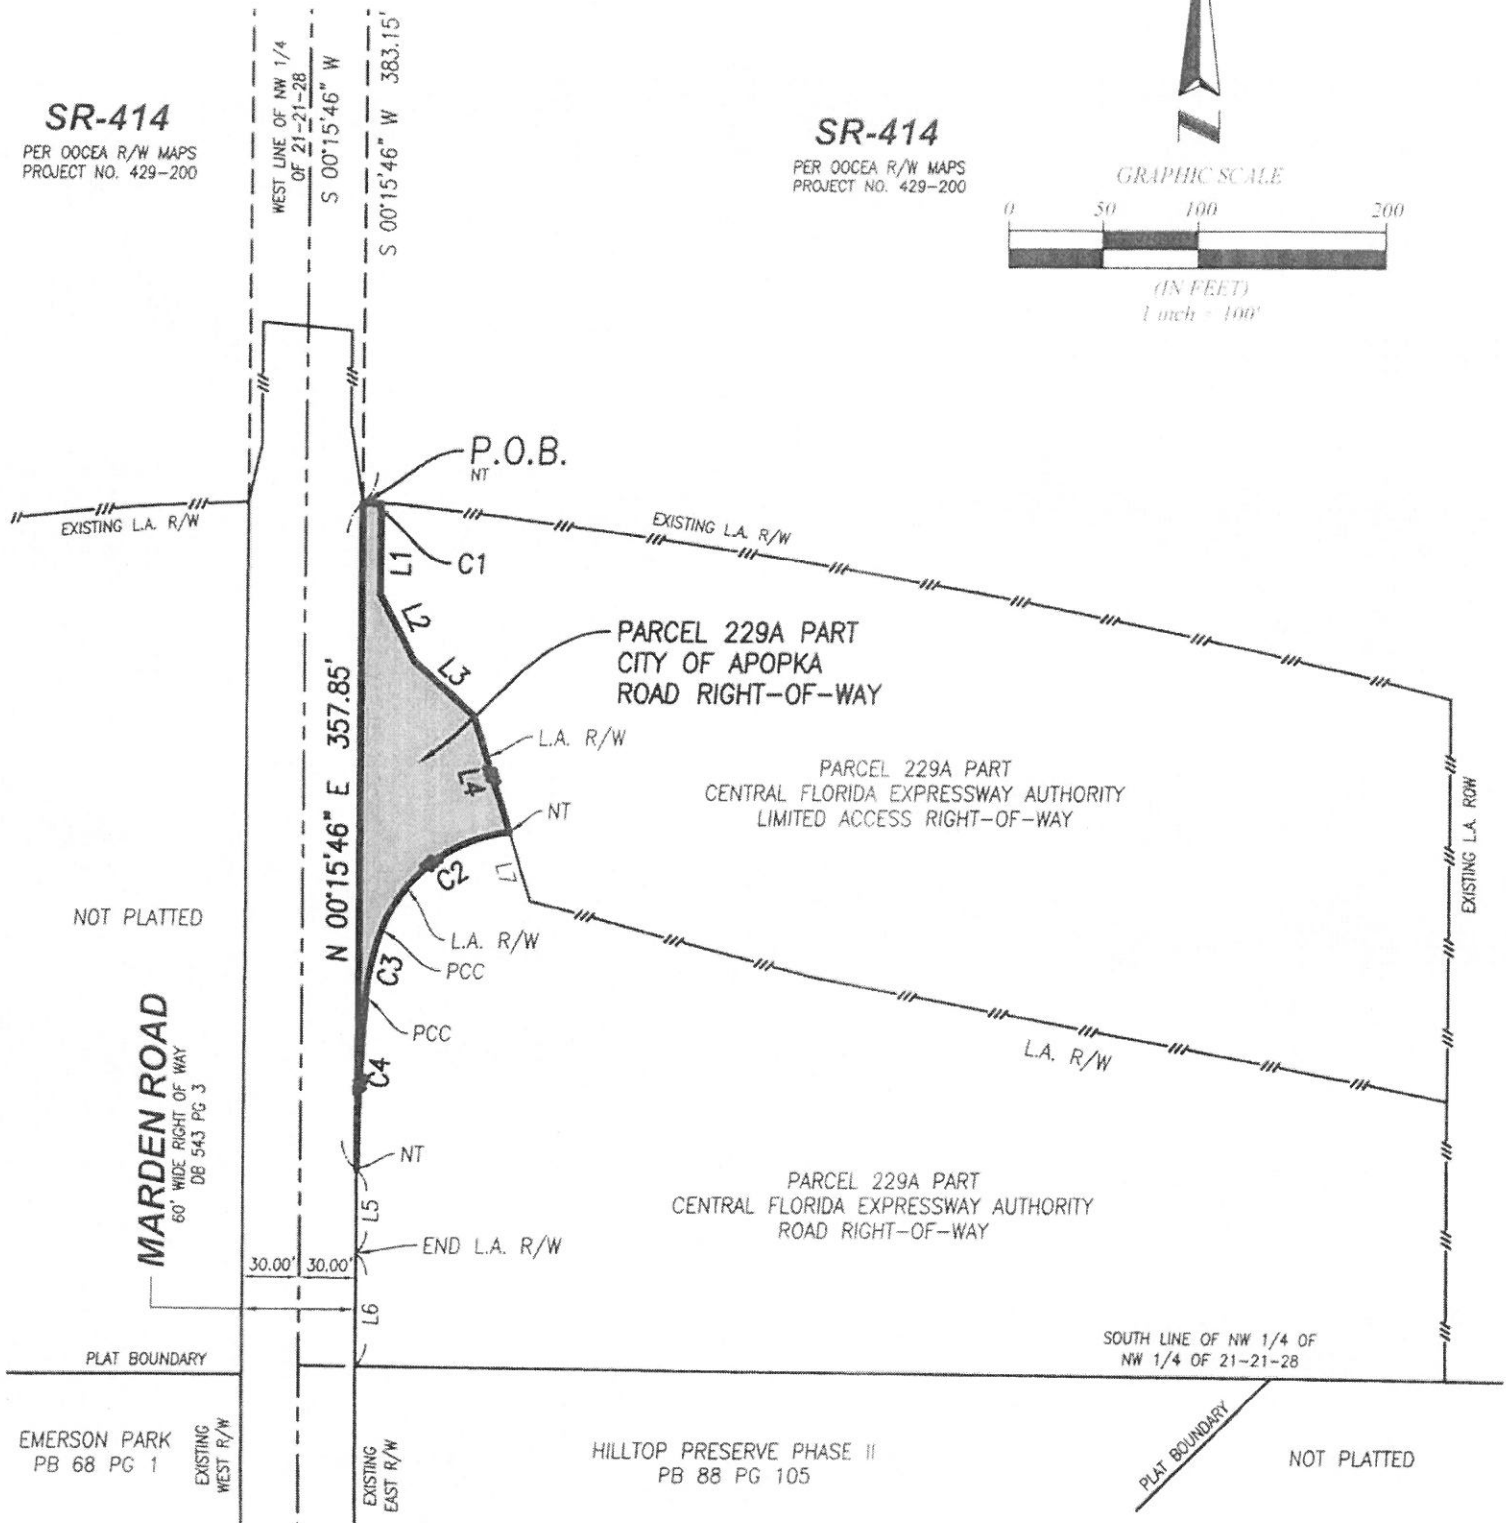 SR-414
PER OOCEA R/W MAPS
PROJECT NO. 429-200
WEST LINE OF NW 1/4
OF 21-21-28
S 00°15'46" W
S 00°15'46" W 383.15'
SR-414
PER OOCEA R/W MAPS
PROJECT NO. 429-200
N
GRAPHIC SCALE
0 50 100 200
(IN FEET)
1 inch = 100'
P.O.B.
NT
EXISTING L.A. R/W
EXISTING L.A. R/W
L1
C1
L2
L3
PARCEL 229A PART
CITY OF APOPKA
ROAD RIGHT-OF-WAY
N 00°15'46" E 357.85'
L.A. R/W
L4
NT
PARCEL 229A PART
CENTRAL FLORIDA EXPRESSWAY AUTHORITY
LIMITED ACCESS RIGHT-OF-WAY
EXISTING L.A. ROW
C2
L7
NOT PLATTED
L.A. R/W
C3
PCC
PCC
L.A. R/W
C4
MARDEN ROAD
60' WIDE RIGHT OF WAY
DB 543 PG 3
NT
PARCEL 229A PART
CENTRAL FLORIDA EXPRESSWAY AUTHORITY
ROAD RIGHT-OF-WAY
L5
END L.A. R/W
30.00' 30.00'
L6
PLAT BOUNDARY
SOUTH LINE OF NW 1/4 OF
NW 1/4 OF 21-21-28
EMERSON PARK
PB 68 PG 1
EXISTING
WEST R/W
EXISTING
EAST R/W
HILLTOP PRESERVE PHASE II
PB 88 PG 105
PLAT BOUNDARY
NOT PLATTED